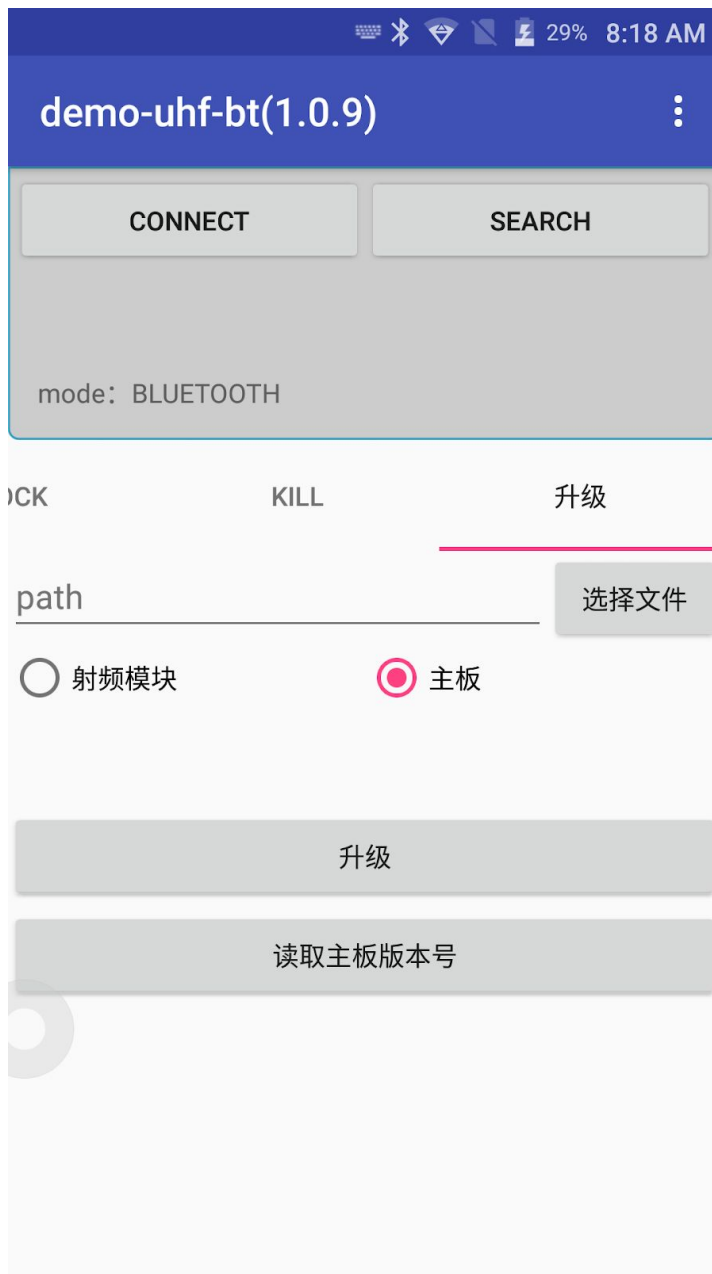 29% 8:18 AM
demo-uhf-bt(1.0.9)
CONNECT SEARCH
mode：BLUETOOTH
OCK KILL 升级
path 选择文件
射频模块 主板
升级
读取主板版本号